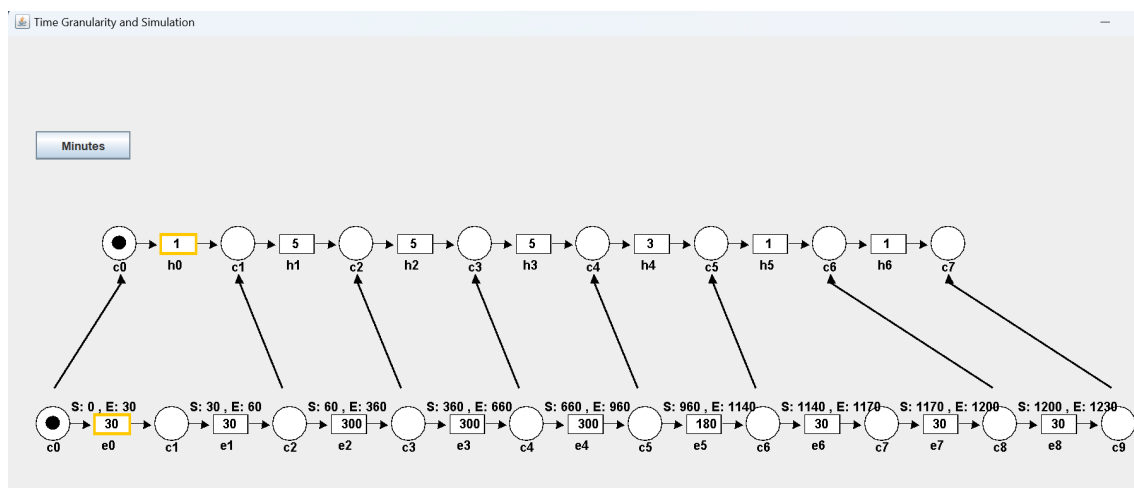 Time Granularity and Simulation
Minutes
1 5 5 5 3 1 1
c0 h0 c1 h1 c2 h2 c3 h3 c4 h4 c5 h5 c6 h6 c7
S: 0 , E: 30 S: 30 , E: 60 S: 60 , E: 360 S: 360 , E: 660 S: 660 , E: 960 S: 960 , E: 1140 S: 1140 , E: 1170 S: 1170 , E: 1200 S: 1200 , E: 1230
30 30 300 300 300 180 30 30 30
c0 e0 c1 e1 c2 e2 c3 e3 c4 e4 c5 e5 c6 e6 c7 e7 c8 e8 c9